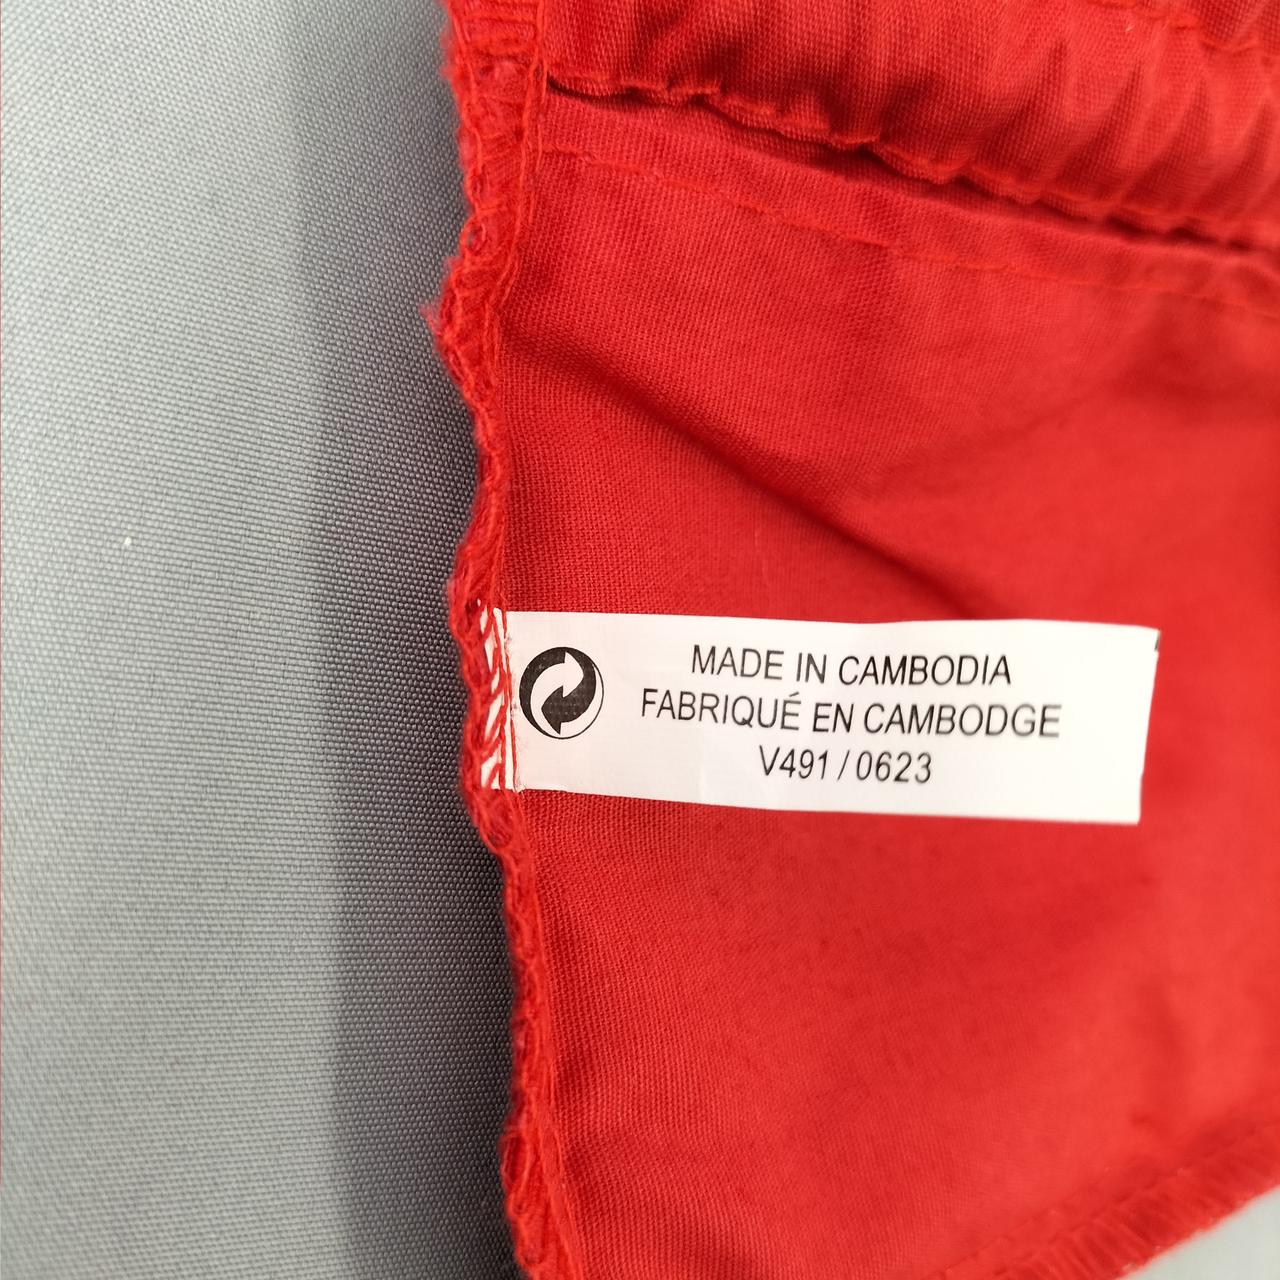 MADE IN CAMBODIA
FABRIQUÉ EN CAMBODGE
V491 / 0623